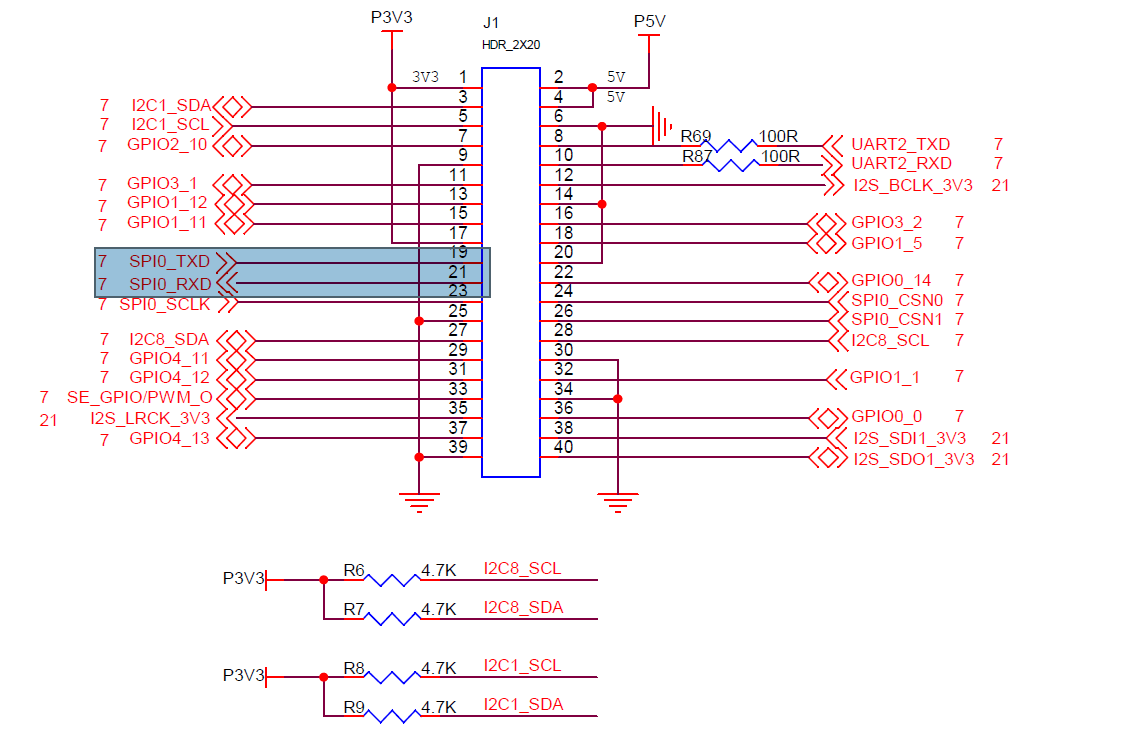 P3V3
J1
P5V
HDR_2X20
3V3 1 2 5V
3 4 5V
7 I2C1_SDA
5 6
7 I2C1_SCL
7 8 R69 100R UART2_TXD 7
7 GPIO2_10
9 10 R87 100R UART2_RXD 7
7 GPIO3_1 11 12 I2S_BCLK_3V3 21
7 GPIO1_12 13 14
7 GPIO1_11 15 16 GPIO3_2 7
17 18 GPIO1_5 7
7 SPI0_TXD 19 20
7 SPI0_RXD 21 22 GPIO0_14 7
7 SPI0_SCLK 23 24 SPI0_CSN0 7
25 26 SPI0_CSN1 7
7 I2C8_SDA 27 28 I2C8_SCL 7
7 GPIO4_11 29 30
7 GPIO4_12 31 32 GPIO1_1 7
7 SE_GPIO/PWM_O 33 34
21 I2S_LRCK_3V3 35 36 GPIO0_0 7
7 GPIO4_13 37 38 I2S_SDI1_3V3 21
39 40 I2S_SDO1_3V3 21
P3V3 R6 4.7K I2C8_SCL
R7 4.7K I2C8_SDA
P3V3 R8 4.7K I2C1_SCL
R9 4.7K I2C1_SDA